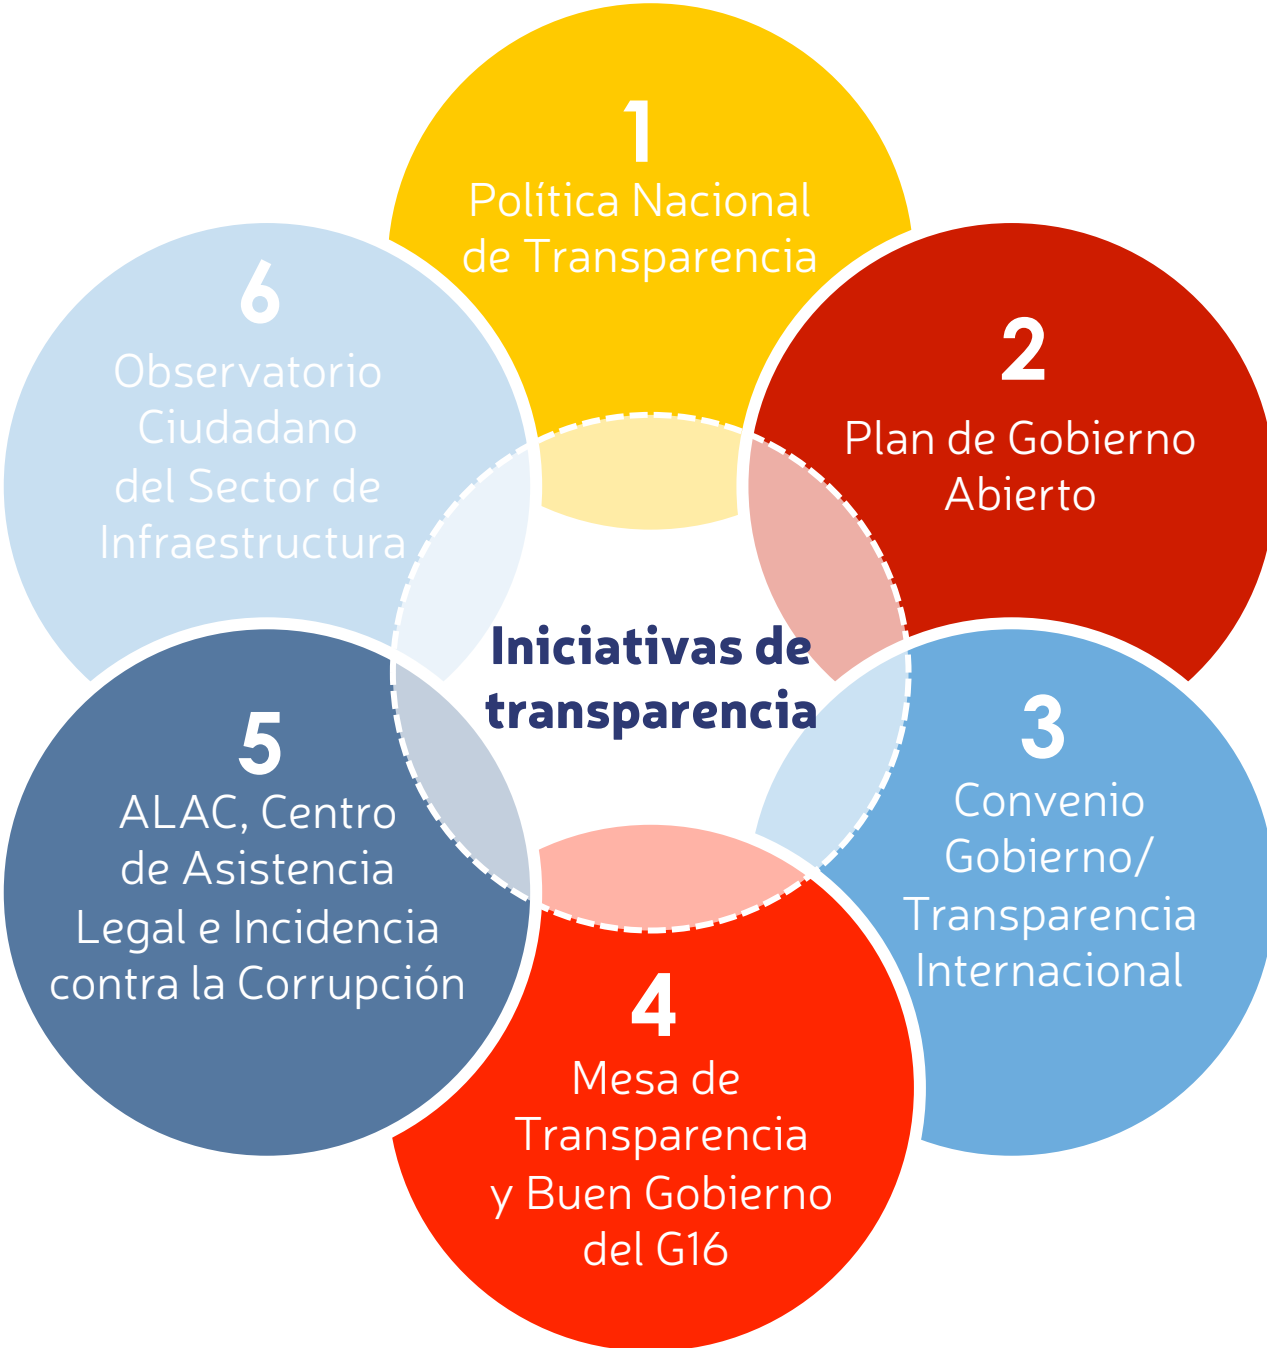 1
Política Nacional
de Transparencia
2
Plan de Gobierno
Abierto
3
Convenio
Gobierno/
Transparencia
Internacional
4
Mesa de
Transparencia
y Buen Gobierno
del G16
5
ALAC, Centro
de Asistencia
Legal e Incidencia
contra la Corrupción
6
Observatorio
Ciudadano
del Sector de
Infraestructura
Iniciativas de
transparencia